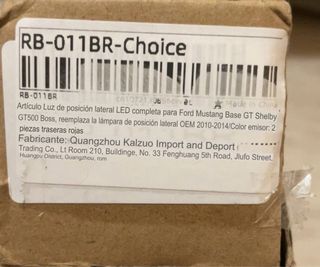 RB-011BR-Choice
RB-011BR
Made in China
Artículo Luz de posición lateral LED completa para Ford Mustang Base GT Shelby
GT500 Boss, reemplaza la lámpara de posición lateral OEM 2010-2014/Color emisor: 2
piezas traseras rojas
Fabricante: Quangzhou Kalzuo Import and Deport
Trading Co., Lt Room 210, Buildinge, No. 33 Fenghuang 5th Road, Jlufo Street,
Huangpu District, Guangzhou, rom